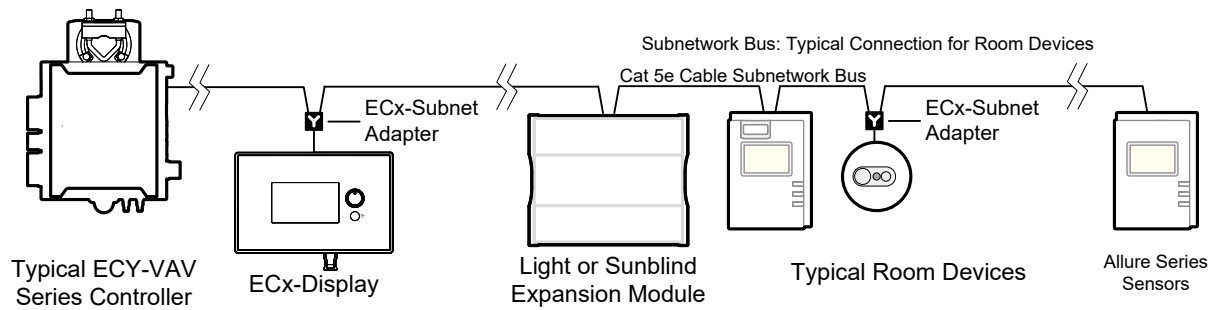 Subnetwork Bus: Typical Connection for Room Devices
Cat 5e Cable Subnetwork Bus
ECx-Subnet
Adapter
ECx-Subnet
Adapter
Typical ECY-VAV
Series Controller
ECx-Display
Light or Sunblind
Expansion Module
Typical Room Devices
Allure Series
Sensors